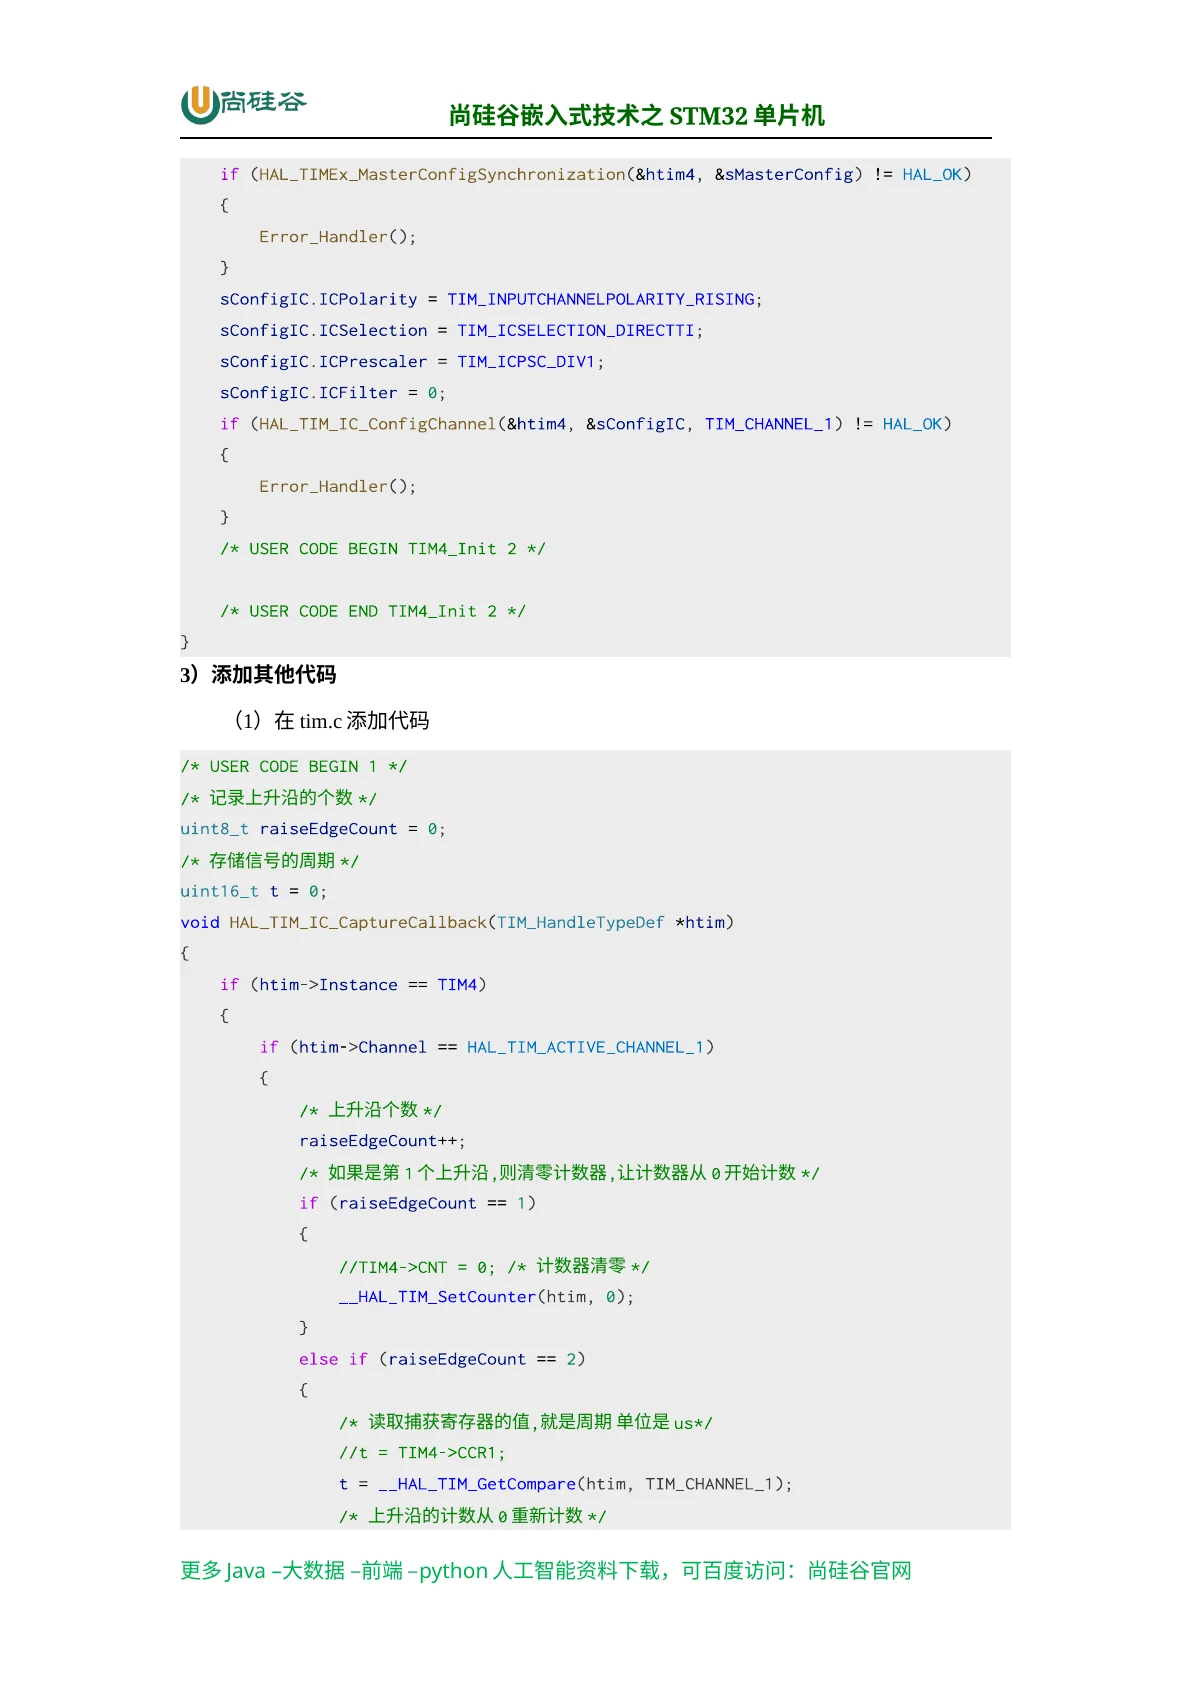 尚硅谷
尚硅谷嵌入式技术之 STM32 单片机
    if (HAL_TIMEx_MasterConfigSynchronization(&htim4, &sMasterConfig) != HAL_OK)
    {
        Error_Handler();
    }
    sConfigIC.ICPolarity = TIM_INPUTCHANNELPOLARITY_RISING;
    sConfigIC.ICSelection = TIM_ICSELECTION_DIRECTTI;
    sConfigIC.ICPrescaler = TIM_ICPSC_DIV1;
    sConfigIC.ICFilter = 0;
    if (HAL_TIM_IC_ConfigChannel(&htim4, &sConfigIC, TIM_CHANNEL_1) != HAL_OK)
    {
        Error_Handler();
    }
    /* USER CODE BEGIN TIM4_Init 2 */
    /* USER CODE END TIM4_Init 2 */
}
3）添加其他代码
（1）在 tim.c 添加代码
/* USER CODE BEGIN 1 */
/* 记录上升沿的个数 */
uint8_t raiseEdgeCount = 0;
/* 存储信号的周期 */
uint16_t t = 0;
void HAL_TIM_IC_CaptureCallback(TIM_HandleTypeDef *htim)
{
    if (htim->Instance == TIM4)
    {
        if (htim->Channel == HAL_TIM_ACTIVE_CHANNEL_1)
        {
            /* 上升沿个数 */
            raiseEdgeCount++;
            /* 如果是第 1 个上升沿,则清零计数器,让计数器从 0 开始计数 */
            if (raiseEdgeCount == 1)
            {
                //TIM4->CNT = 0; /* 计数器清零 */
                __HAL_TIM_SetCounter(htim, 0);
            }
            else if (raiseEdgeCount == 2)
            {
                /* 读取捕获寄存器的值,就是周期 单位是 us*/
                //t = TIM4->CCR1;
                t = __HAL_TIM_GetCompare(htim, TIM_CHANNEL_1);
                /* 上升沿的计数从 0 重新计数 */
更多 Java –大数据 –前端 –python 人工智能资料下载，可百度访问：尚硅谷官网